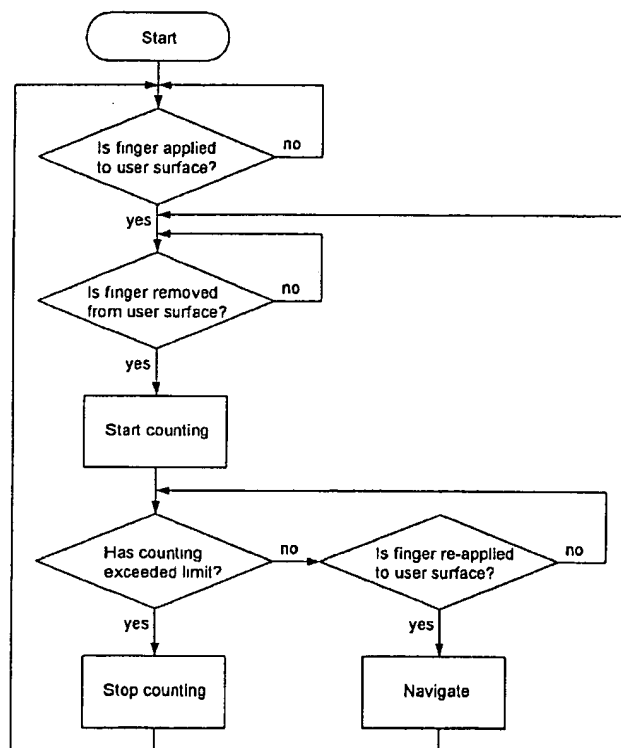 Start
Is finger applied
to user surface?
no
yes
Is finger removed
from user surface?
no
yes
Start counting
Has counting
exceeded limit?
no
Is finger re-applied
to user surface?
no
yes
yes
Stop counting
Navigate